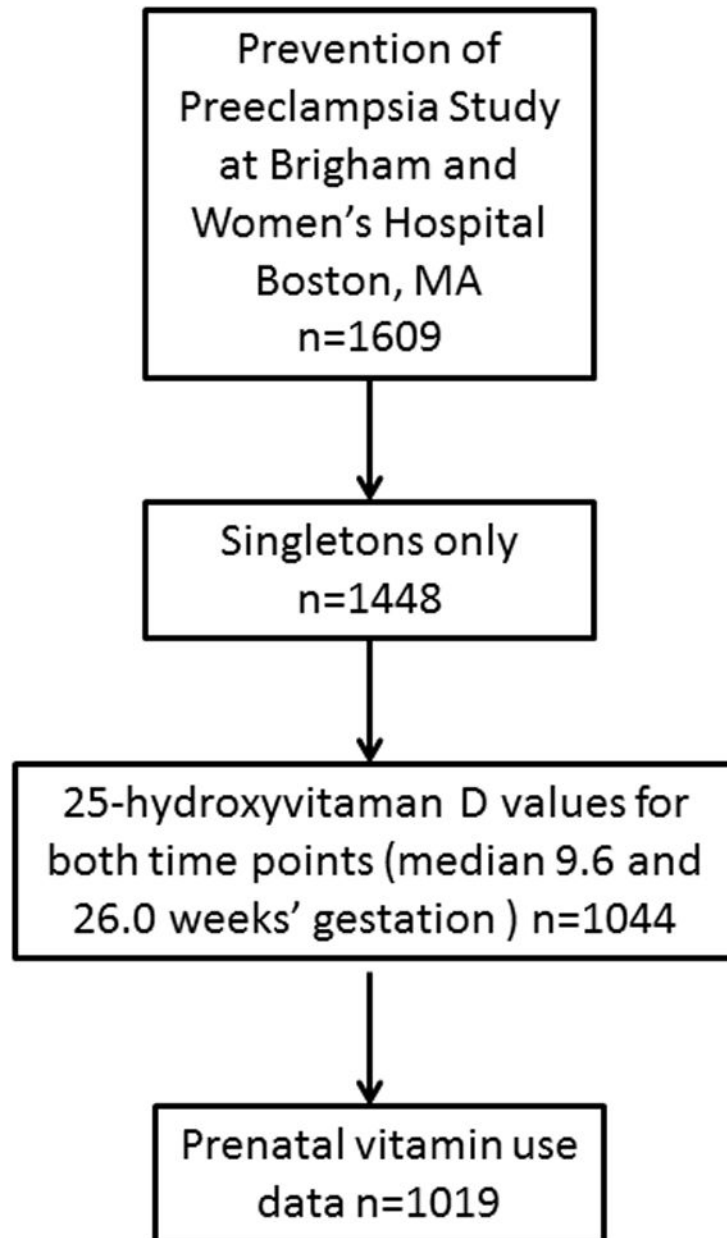 Prevention of
Preeclampsia Study
at Brigham and
Women’s Hospital
Boston, MA
n=1609
Singletons only
n=1448
25-hydroxyvitaman D values for
both time points (median 9.6 and
26.0 weeks’ gestation ) n=1044
Prenatal vitamin use
data n=1019